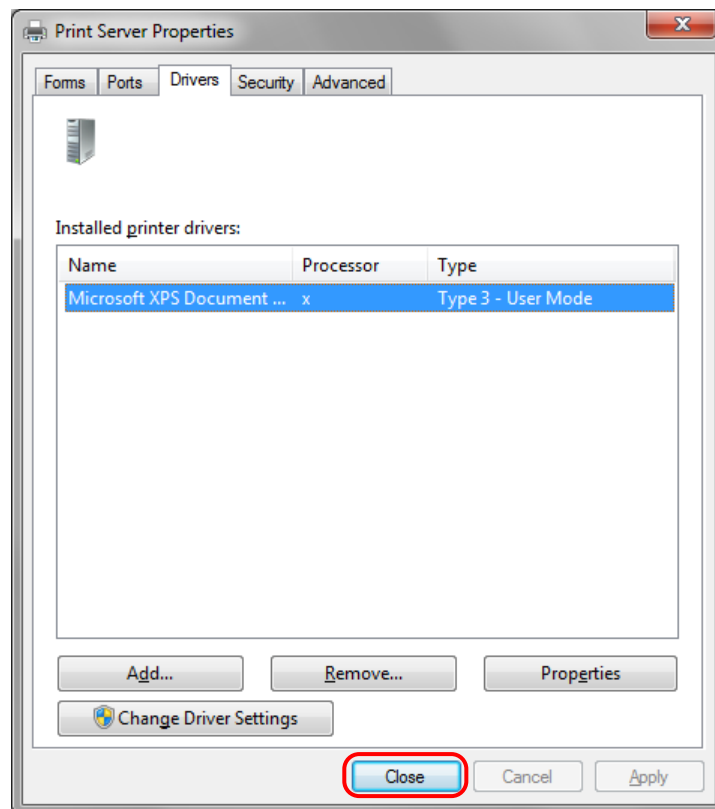 Print Server Properties
Forms Ports Drivers Security Advanced
Installed printer drivers:
Name Processor Type
Microsoft XPS Document ... x Type 3 - User Mode
Add... Remove... Properties
Change Driver Settings
Close Cancel Apply